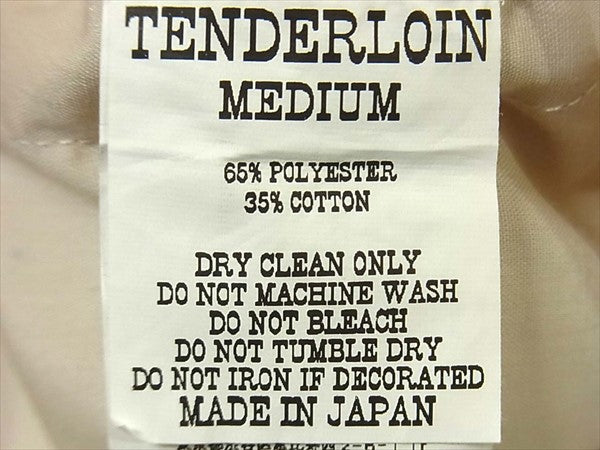 TENDERLOIN
MEDIUM
65% POLYESTER
35% COTTON
DRY CLEAN ONLY
DO NOT MACHINE WASH
DO NOT BLEACH
DO NOT TUMBLE DRY
DO NOT IRON IF DECORATED
MADE IN JAPAN